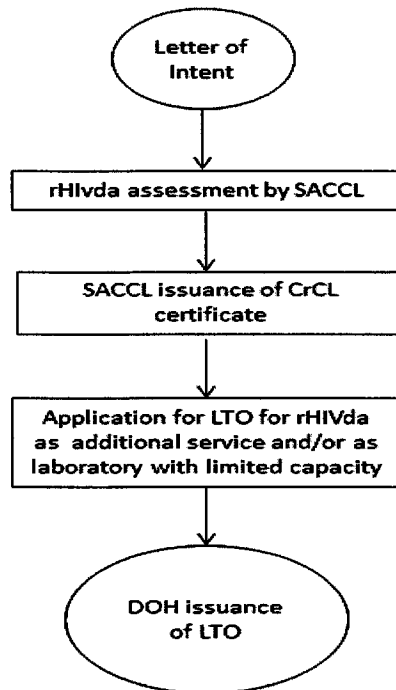 Letter of
Intent
rHIvda assessment by SACCL
SACCL issuance of CrCL
certificate
Application for LTO for rHIVda
as additional service and/or as
laboratory with limited capacity
DOH issuance
of LTO